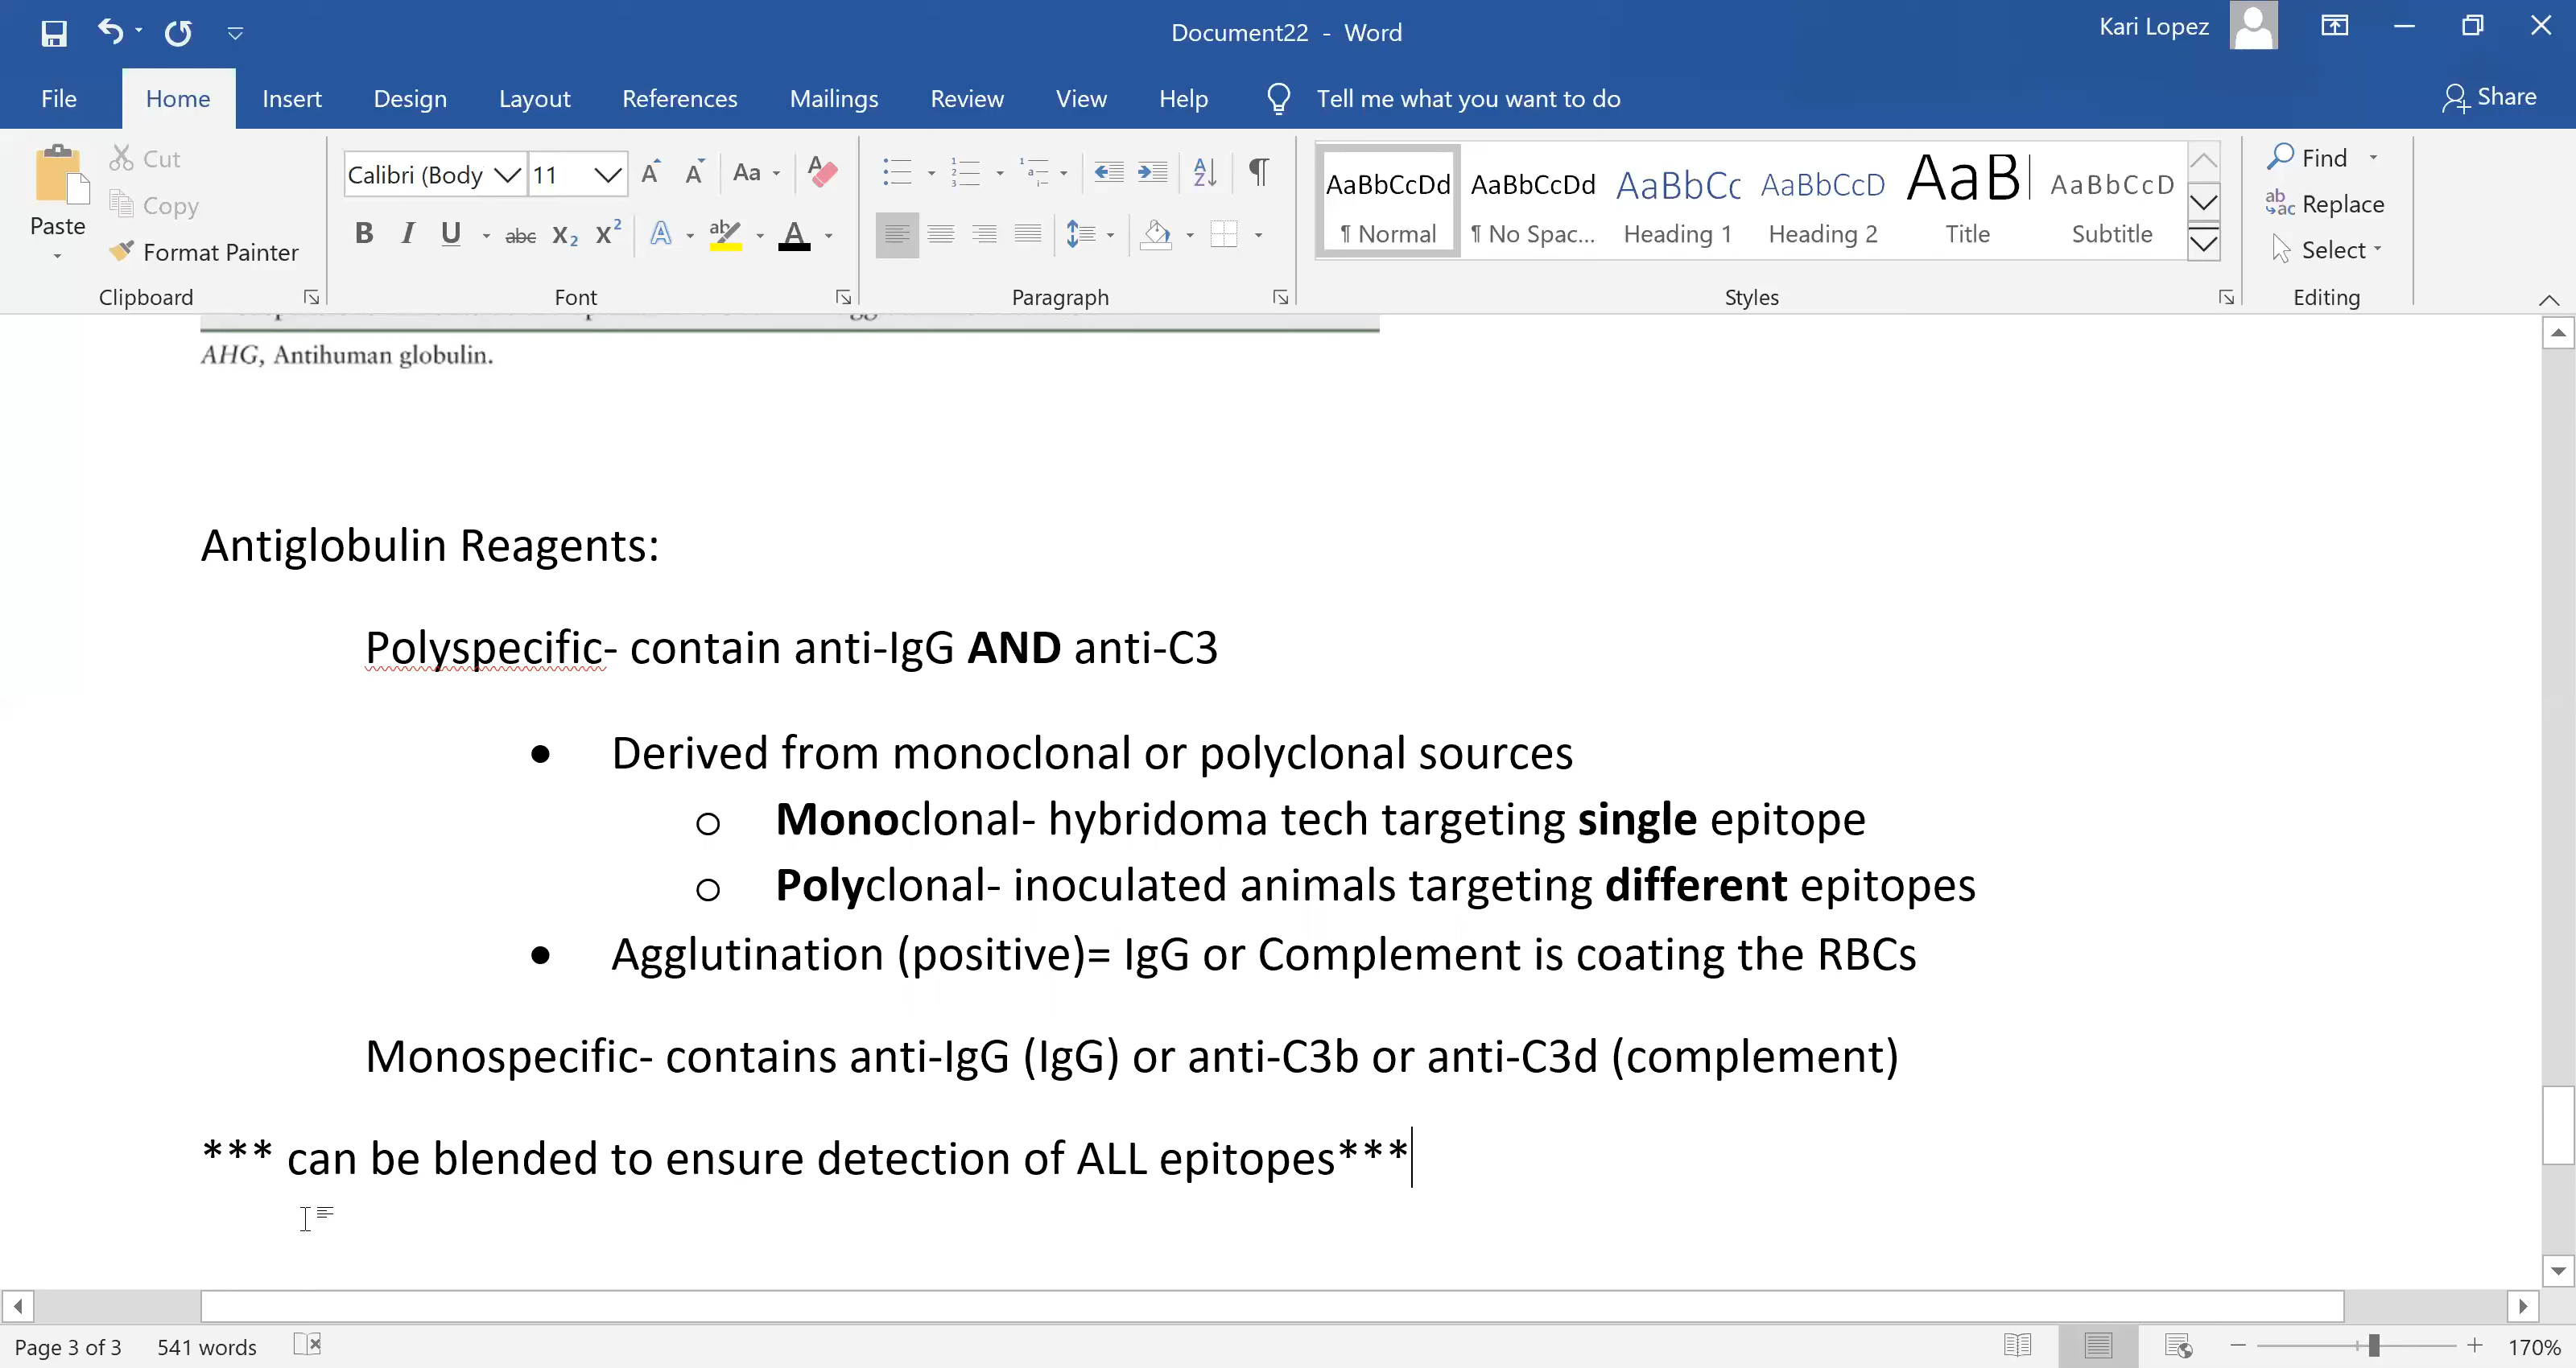 Document22 - Word
Kari Lopez
File Home Insert Design Layout References Mailings Review View Help Tell me what you want to do Share
Paste
Cut
Copy
Format Painter
Clipboard
Calibri (Body 11
Aa
B I U abc X₂ X² A ab A
Font
Paragraph
AaBbCcDd AaBbCcDd AaBbCc AaBbCcD AaB AaBbCcD
¶ Normal ¶ No Spac... Heading 1 Heading 2 Title Subtitle
Styles
Find
Replace
Select
Editing
AHG, Antihuman globulin.
Antiglobulin Reagents:
Polyspecific- contain anti-IgG AND anti-C3
• Derived from monoclonal or polyclonal sources
o Monoclonal- hybridoma tech targeting single epitope
o Polyclonal- inoculated animals targeting different epitopes
• Agglutination (positive)= IgG or Complement is coating the RBCs
Monospecific- contains anti-IgG (IgG) or anti-C3b or anti-C3d (complement)
*** can be blended to ensure detection of ALL epitopes***
Page 3 of 3 541 words 170%